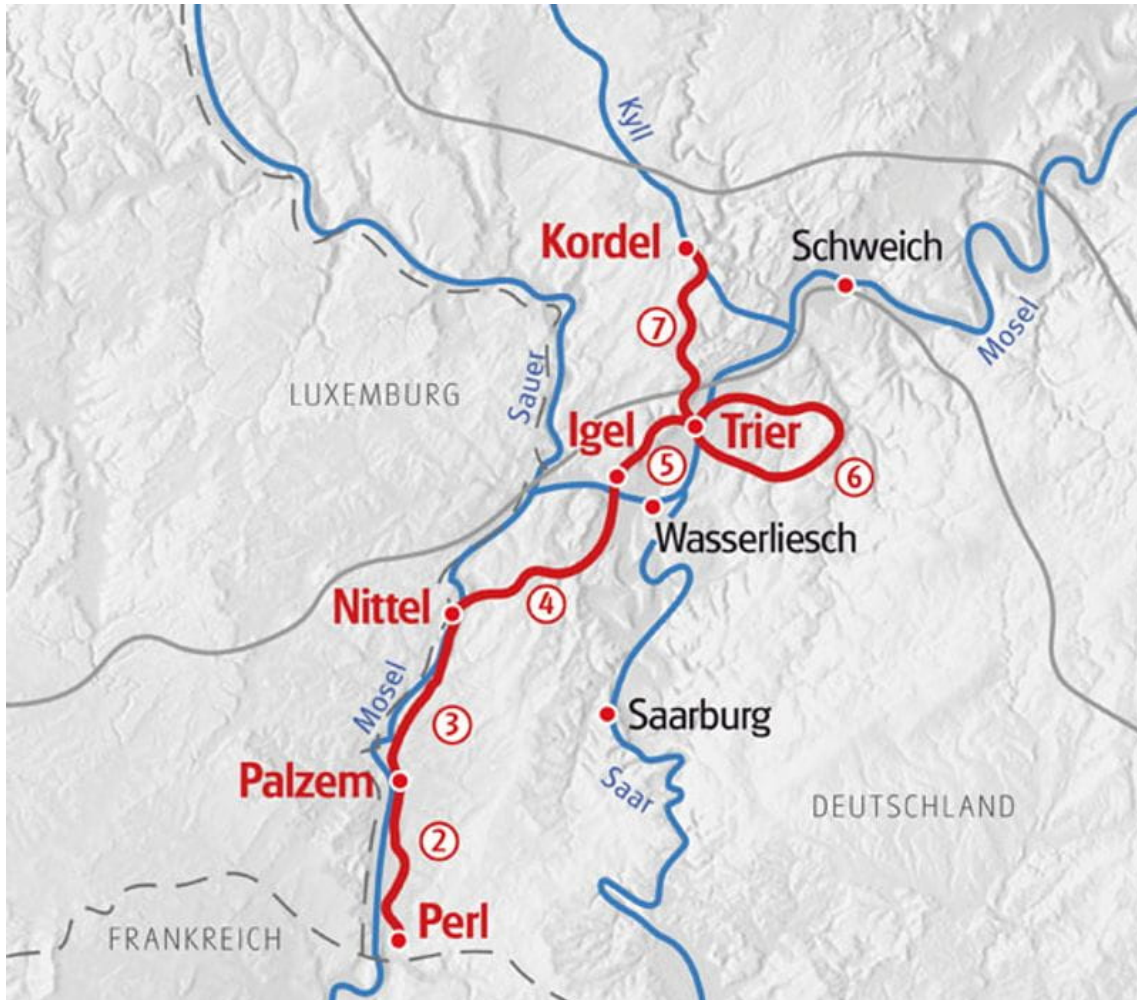 Kyll
Kordel
Schweich
⑦
Mosel
LUXEMBURG
Sauer
Igel
Trier
⑤
⑥
Wasserliesch
Nittel
④
Mosel
③
Saarburg
Palzem
Saar
DEUTSCHLAND
②
Perl
FRANKREICH